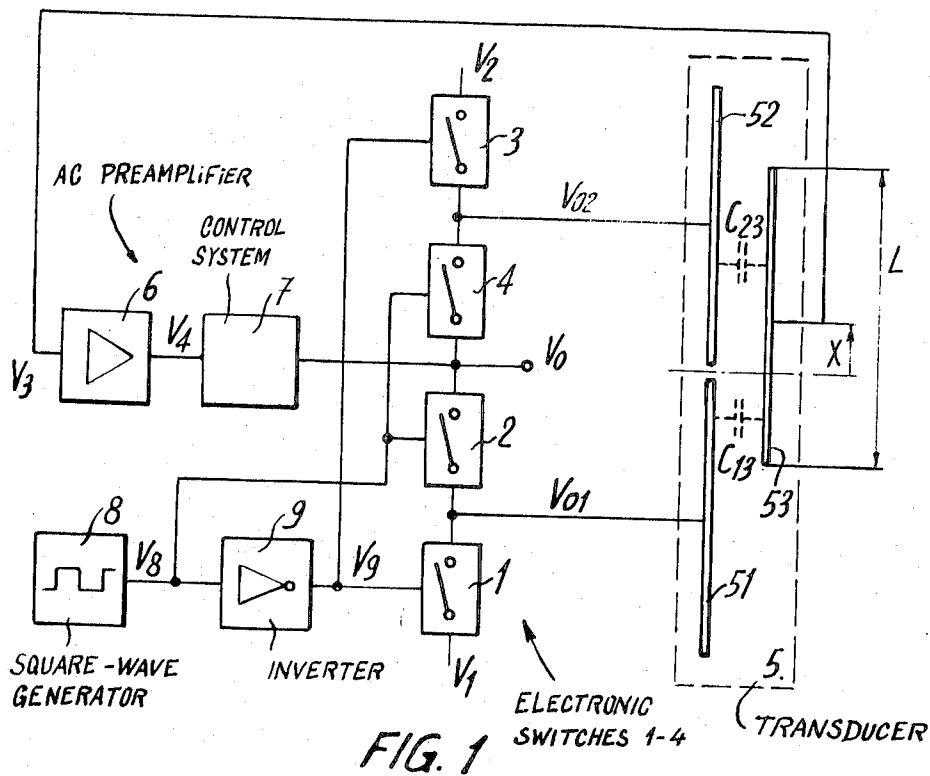 V2
52
3
AC PREAMPLIFIER
V02
C23
CONTROL
SYSTEM
L
6
7
4
V4
V0
V3
X
2
C13
53
V01
8
9
V8
V9
1
51
SQUARE-WAVE
GENERATOR
INVERTER
V1
5.
ELECTRONIC
SWITCHES 1-4
TRANSDUCER
FIG. 1